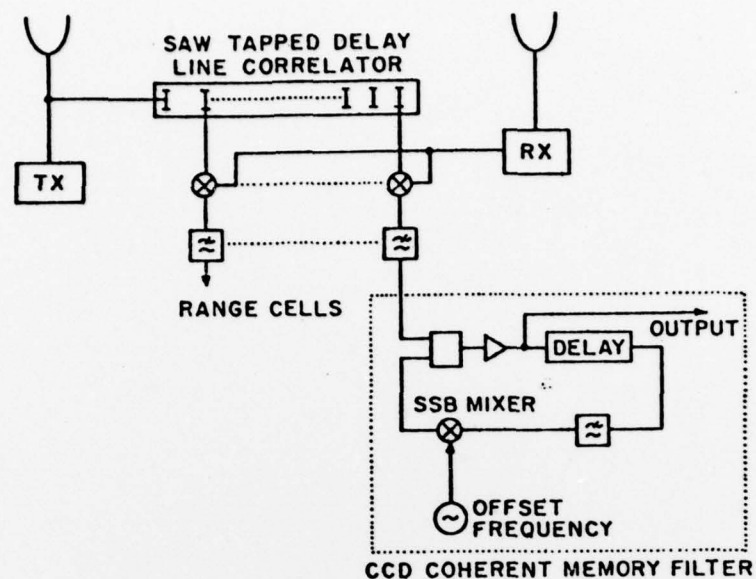 SAW TAPPED DELAY
LINE CORRELATOR
TX
RX
RANGE CELLS
OUTPUT
DELAY
SSB MIXER
OFFSET
FREQUENCY
CCD COHERENT MEMORY FILTER